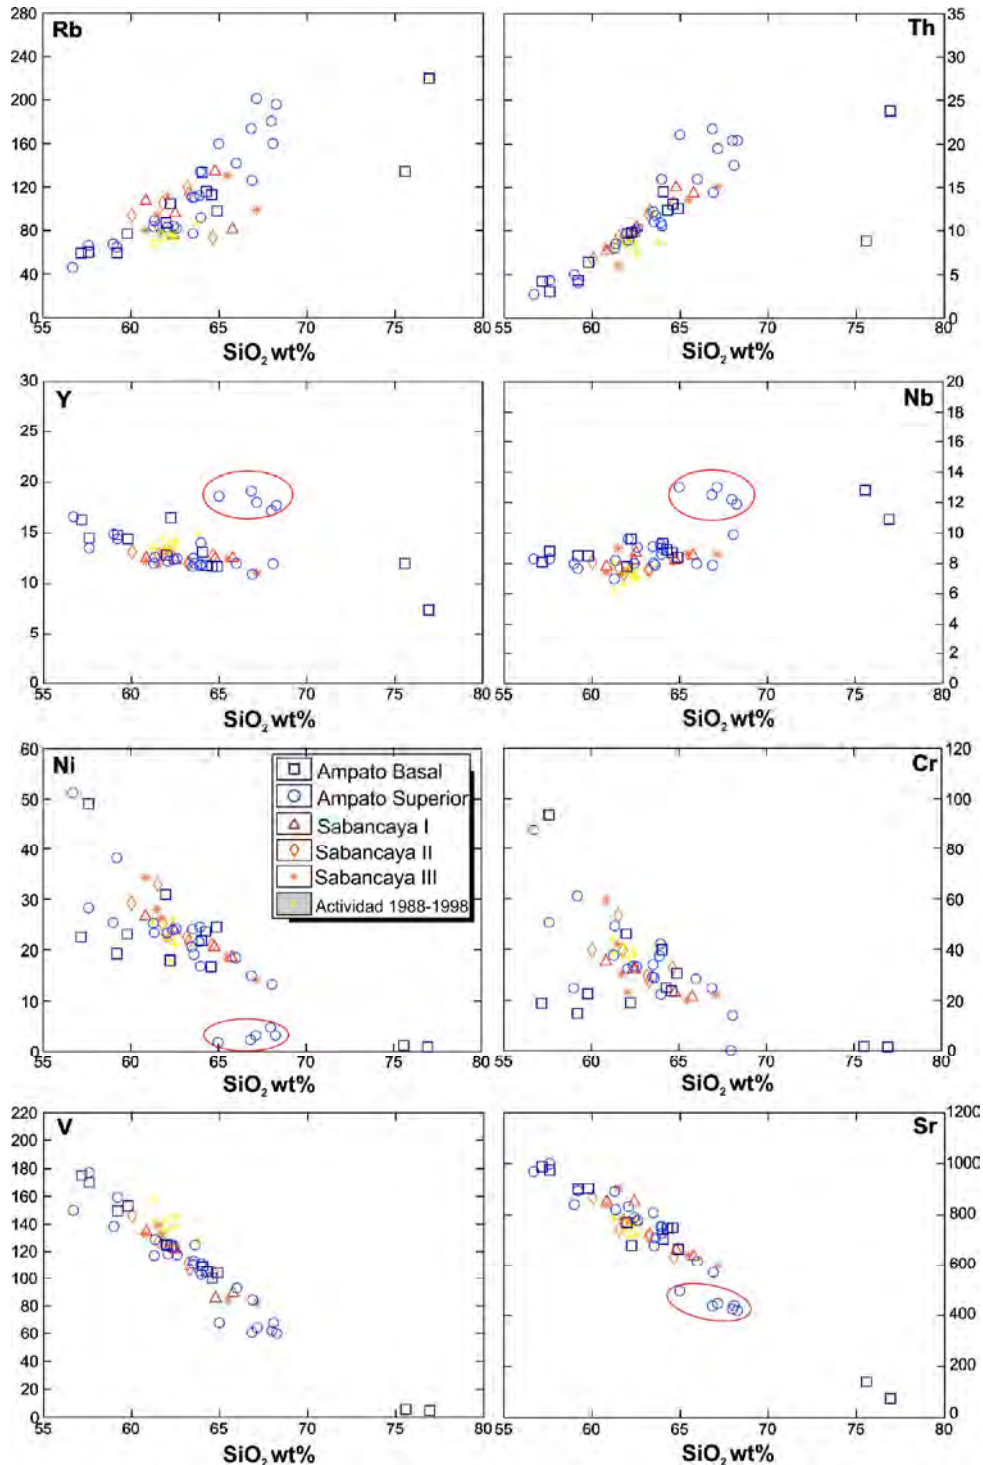 Rb
Th
280
240
200
160
120
80
40
0
55 60 65 70 75 80
SiO2 wt%
35
30
25
20
15
10
5
0
55 60 65 70 75 80
SiO2 wt%
Y
Nb
30
25
20
15
10
5
0
55 60 65 70 75 80
SiO2 wt%
20
18
16
14
12
10
8
6
4
2
0
55 60 65 70 75 80
SiO2 wt%
Ni
Cr
60
50
40
30
20
10
0
55 60 65 70 75 80
SiO2 wt%
Ampato Basal
Ampato Superior
Sabancaya I
Sabancaya II
Sabancaya III
Actividad 1988-1998
120
100
80
60
40
20
0
55 60 65 70 75 80
SiO2 wt%
V
Sr
220
200
180
160
140
120
100
80
60
40
20
0
55 60 65 70 75 80
SiO2 wt%
1200
1000
800
600
400
200
0
55 60 65 70 75 80
SiO2 wt%